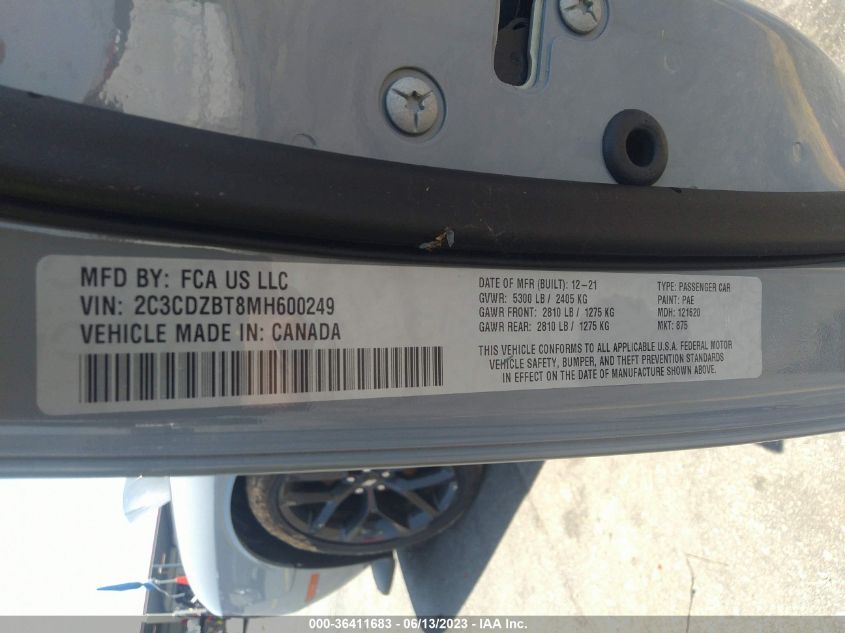 MFD BY: FCA US LLC
VIN: 2C3CDZBT8MH600249
VEHICLE MADE IN: CANADA
DATE OF MFR (BUILT): 12-21
GVWR: 5300 LB / 2405 KG
GAWR FRONT: 2810 LB / 1275 KG
GAWR REAR: 2810 LB / 1275 KG
TYPE: PASSENGER CAR
PAINT: PAE
MDH: 121620
MKT: 875
THIS VEHICLE CONFORMS TO ALL APPLICABLE U.S.A. FEDERAL MOTOR
VEHICLE SAFETY, BUMPER, AND THEFT PREVENTION STANDARDS
IN EFFECT ON THE DATE OF MANUFACTURE SHOWN ABOVE.
000-36411683 - 06/13/2023 - IAA Inc.